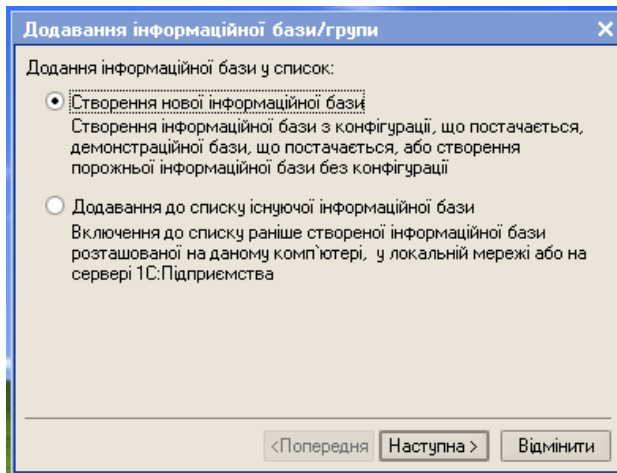 Додавання інформаційної бази/групи
Додання інформаційної бази у список:
Створення нової інформаційної бази
Створення інформаційної бази з конфігурації, що постачається,
демонстраційної бази, що постачається, або створення
порожньої інформаційної бази без конфігурації
Додавання до списку існуючої інформаційної бази
Включення до списку раніше створеної інформаційної бази
розташованої на даному комп`ютері, у локальній мережі або на
сервері 1С:Підприємства
<Попередня Наступна > Відмінити